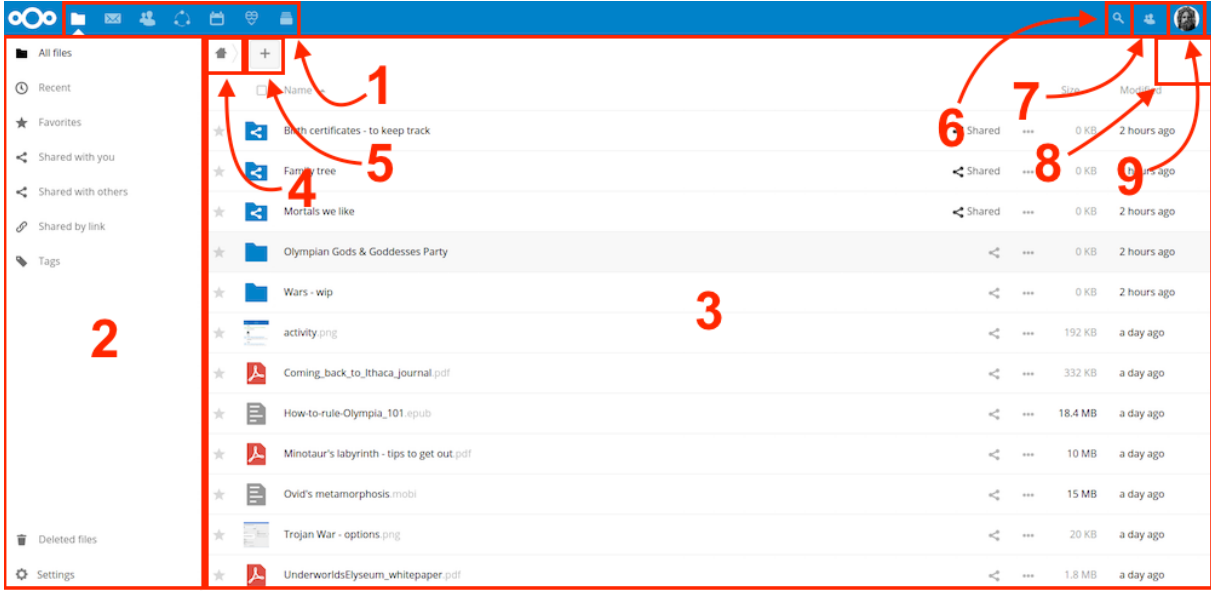 All files
Recent
Favorites
Shared with you
Shared with others
Shared by link
Tags
Deleted files
Settings
+
1
2
3
4
5
6
7
8
9
Name Size Modified
Birth certificates - to keep track Shared ... 0 KB 2 hours ago
Family tree Shared ... 0 KB hours ago
Mortals we like Shared ... 0 KB 2 hours ago
Olympian Gods & Goddesses Party ... 0 KB 2 hours ago
Wars - wip ... 0 KB 2 hours ago
activity.png ... 192 KB a day ago
Coming_back_to_Ithaca_journal.pdf ... 332 KB a day ago
How-to-rule-Olympia_101.epub ... 18.4 MB a day ago
Minotaur's labyrinth - tips to get out.pdf ... 10 MB a day ago
Ovid's metamorphosis.mobi ... 15 MB a day ago
Trojan War - options.png ... 20 KB a day ago
UnderworldsElyseum_whitepaper.pdf ... 1.8 MB a day ago